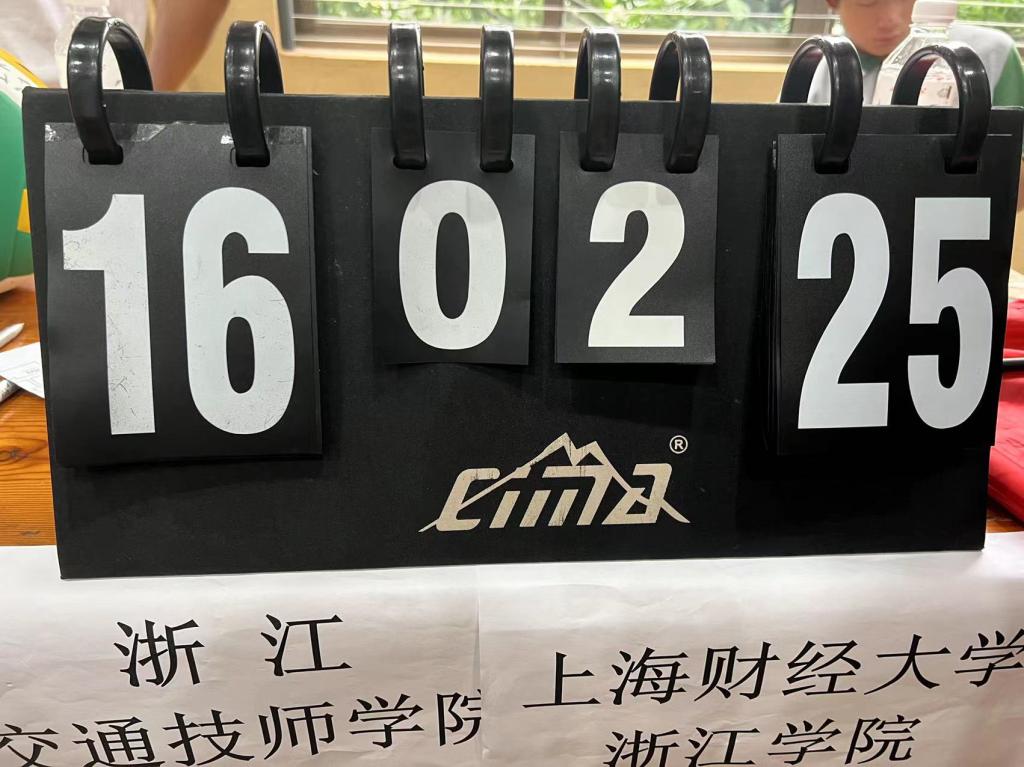 16 0 2 25
cima®
浙 江
交通技师学院
上海财经大学
浙江学院